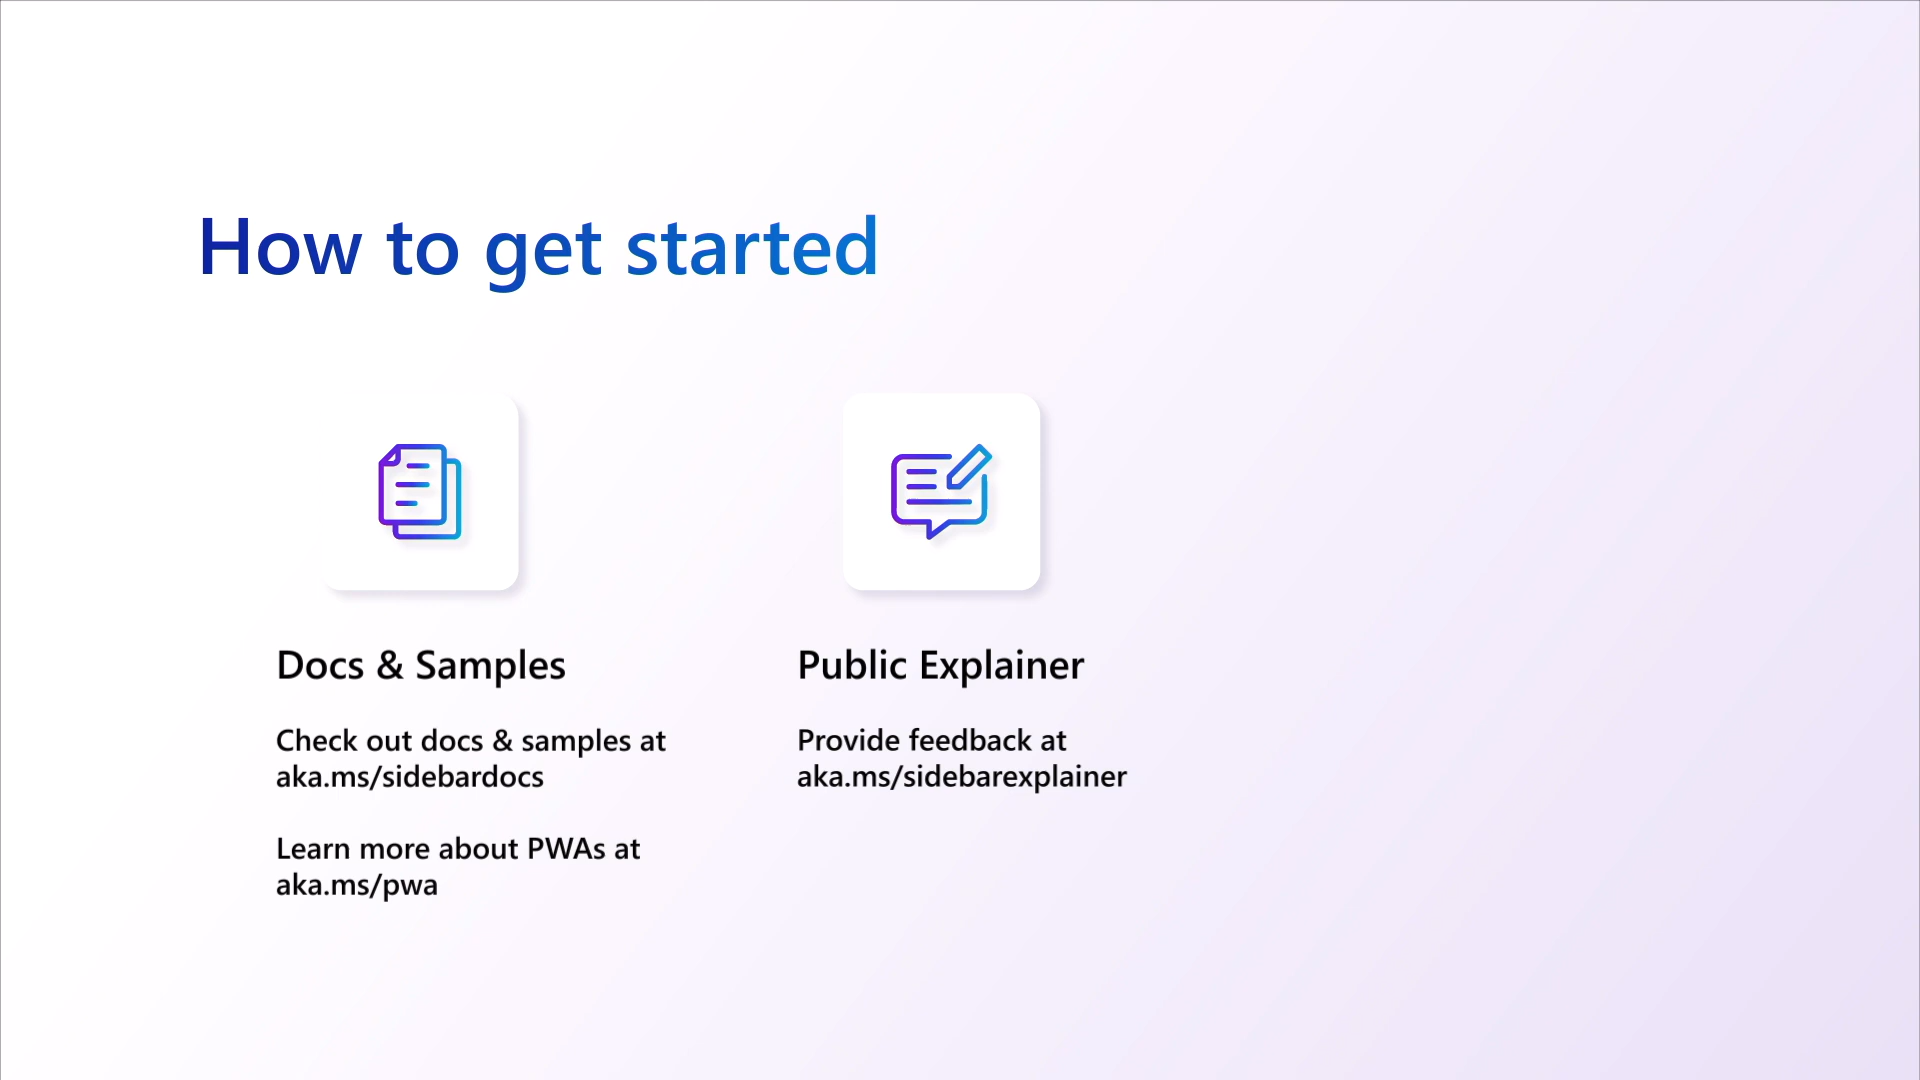 How to get started
Docs & Samples
Check out docs & samples at
aka.ms/sidebardocs
Learn more about PWAs at
aka.ms/pwa
Public Explainer
Provide feedback at
aka.ms/sidebarexplainer